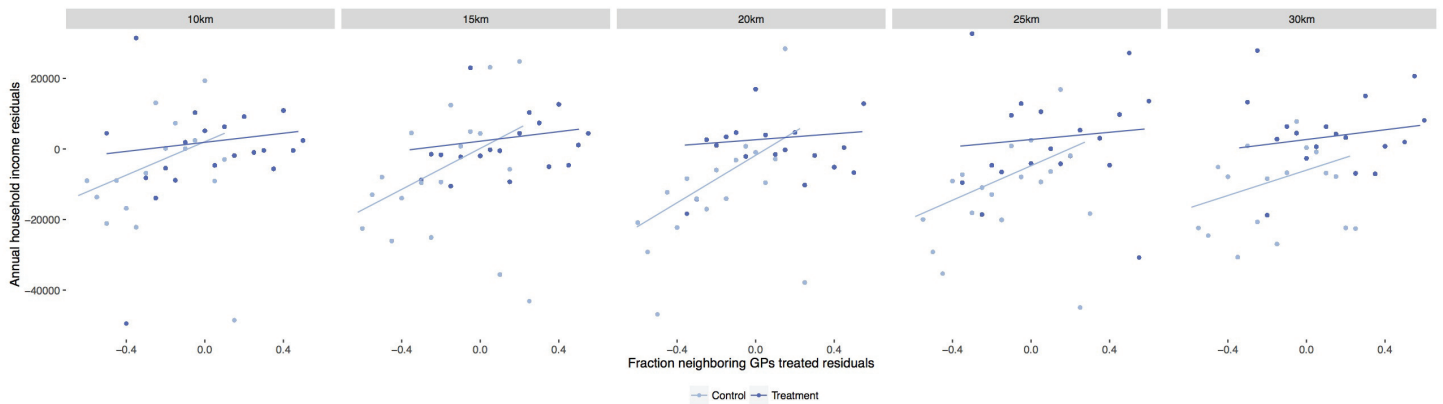 10km 15km 20km 25km 30km
Annual household income residuals
20000
0
−20000
−40000
−0.4 0.0 0.4 −0.4 0.0 0.4 −0.4 0.0 0.4 −0.4 0.0 0.4 −0.4 0.0 0.4
Fraction neighboring GPs treated residuals
Control Treatment